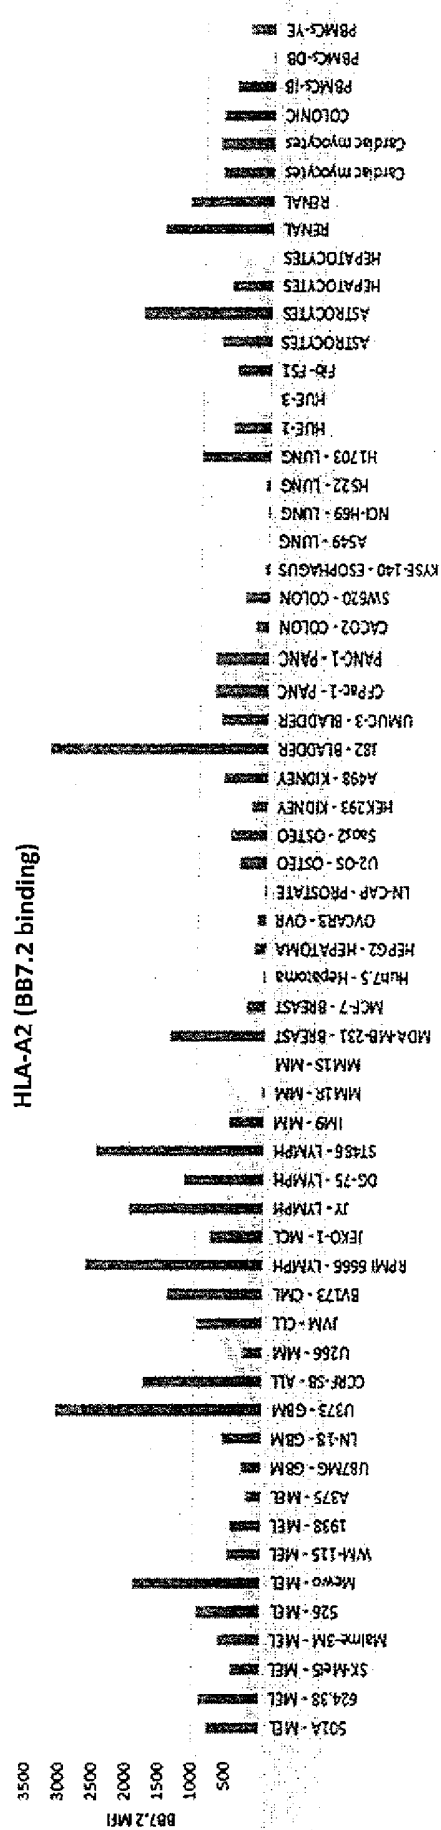 HLA-A2 (BB7.2 binding)
BB7.2 MFI
3500
3000
2500
2000
1500
1000
500
501A - MEL
624.38 - MEL
SK-Mel5 - MEL
Malme-3M - MEL
526 - MEL
Mewo - MEL
WM-115 - MEL
1938 - MEL
A375 - MEL
U87MG - GBM
LN-18 - GBM
U373 - GBM
CCRF-SB - ALL
U266 - MM
JVM - CLL
BV173 - CML
RPMI 6666 - LYMPH
JEKO-1 - MCL
JY - LYMPH
DG-75 - LYMPH
ST486 - LYMPH
IM9 - MM
MM1R - MM
MM1S - MM
MDA-MB-231 - BREAST
MCF-7 - BREAST
Huh7.5 - Hepatoma
HEPG2 - HEPATOMA
OVCAR3 - OVR
LN-CAP - PROSTATE
U2-OS - OSTEO
Saos2 - OSTEO
HEK293 - KIDNEY
A498 - KIDNEY
J82 - BLADDER
UMUC-3 - BLADDER
CFPac-1 - PANC
PANC-1 - PANC
CACO2 - COLON
SW620 - COLON
KYSE-140 - ESOPHAGUS
A549 - LUNG
NCI-H69 - LUNG
HS22 - LUNG
H1703 - LUNG
HUE-1
HUE-3
Fib-FS1
ASTROCYTES
ASTROCYTES
HEPATOCYTES
HEPATOCYTES
RENAL
RENAL
Cardiac myocytes
Cardiac myocytes
COLONIC
PBMCs-JB
PBMCs-DB
PBMCs-YE